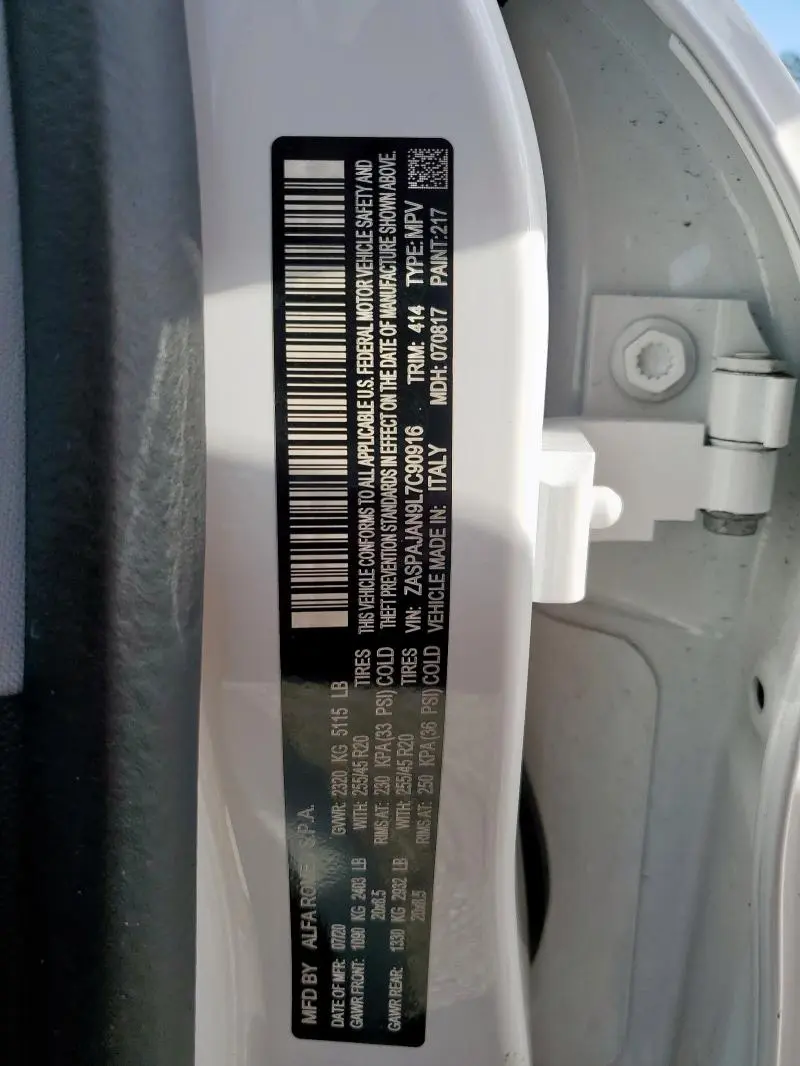 MFD BY ALFA ROMEO S.P.A.
DATE OF MFR: 07/20 GVWR: 2320 KG 5115 LB
GAWR FRONT: 1090 KG 2403 LB WITH: 255/45 R20 TIRES
20x8.5 RIMS AT: 230 KPA(33 PSI) COLD
GAWR REAR: 1330 KG 2932 LB WITH: 255/45 R20 TIRES
20x8.5 RIMS AT: 250 KPA(36 PSI) COLD
THIS VEHICLE CONFORMS TO ALL APPLICABLE U.S. FEDERAL MOTOR VEHICLE SAFETY AND
THEFT PREVENTION STANDARDS IN EFFECT ON THE DATE OF MANUFACTURE SHOWN ABOVE.
VIN: ZASPAJAN9L7C90916 TRIM: 414 TYPE: MPV
VEHICLE MADE IN: ITALY MDH: 070817 PAINT: 217